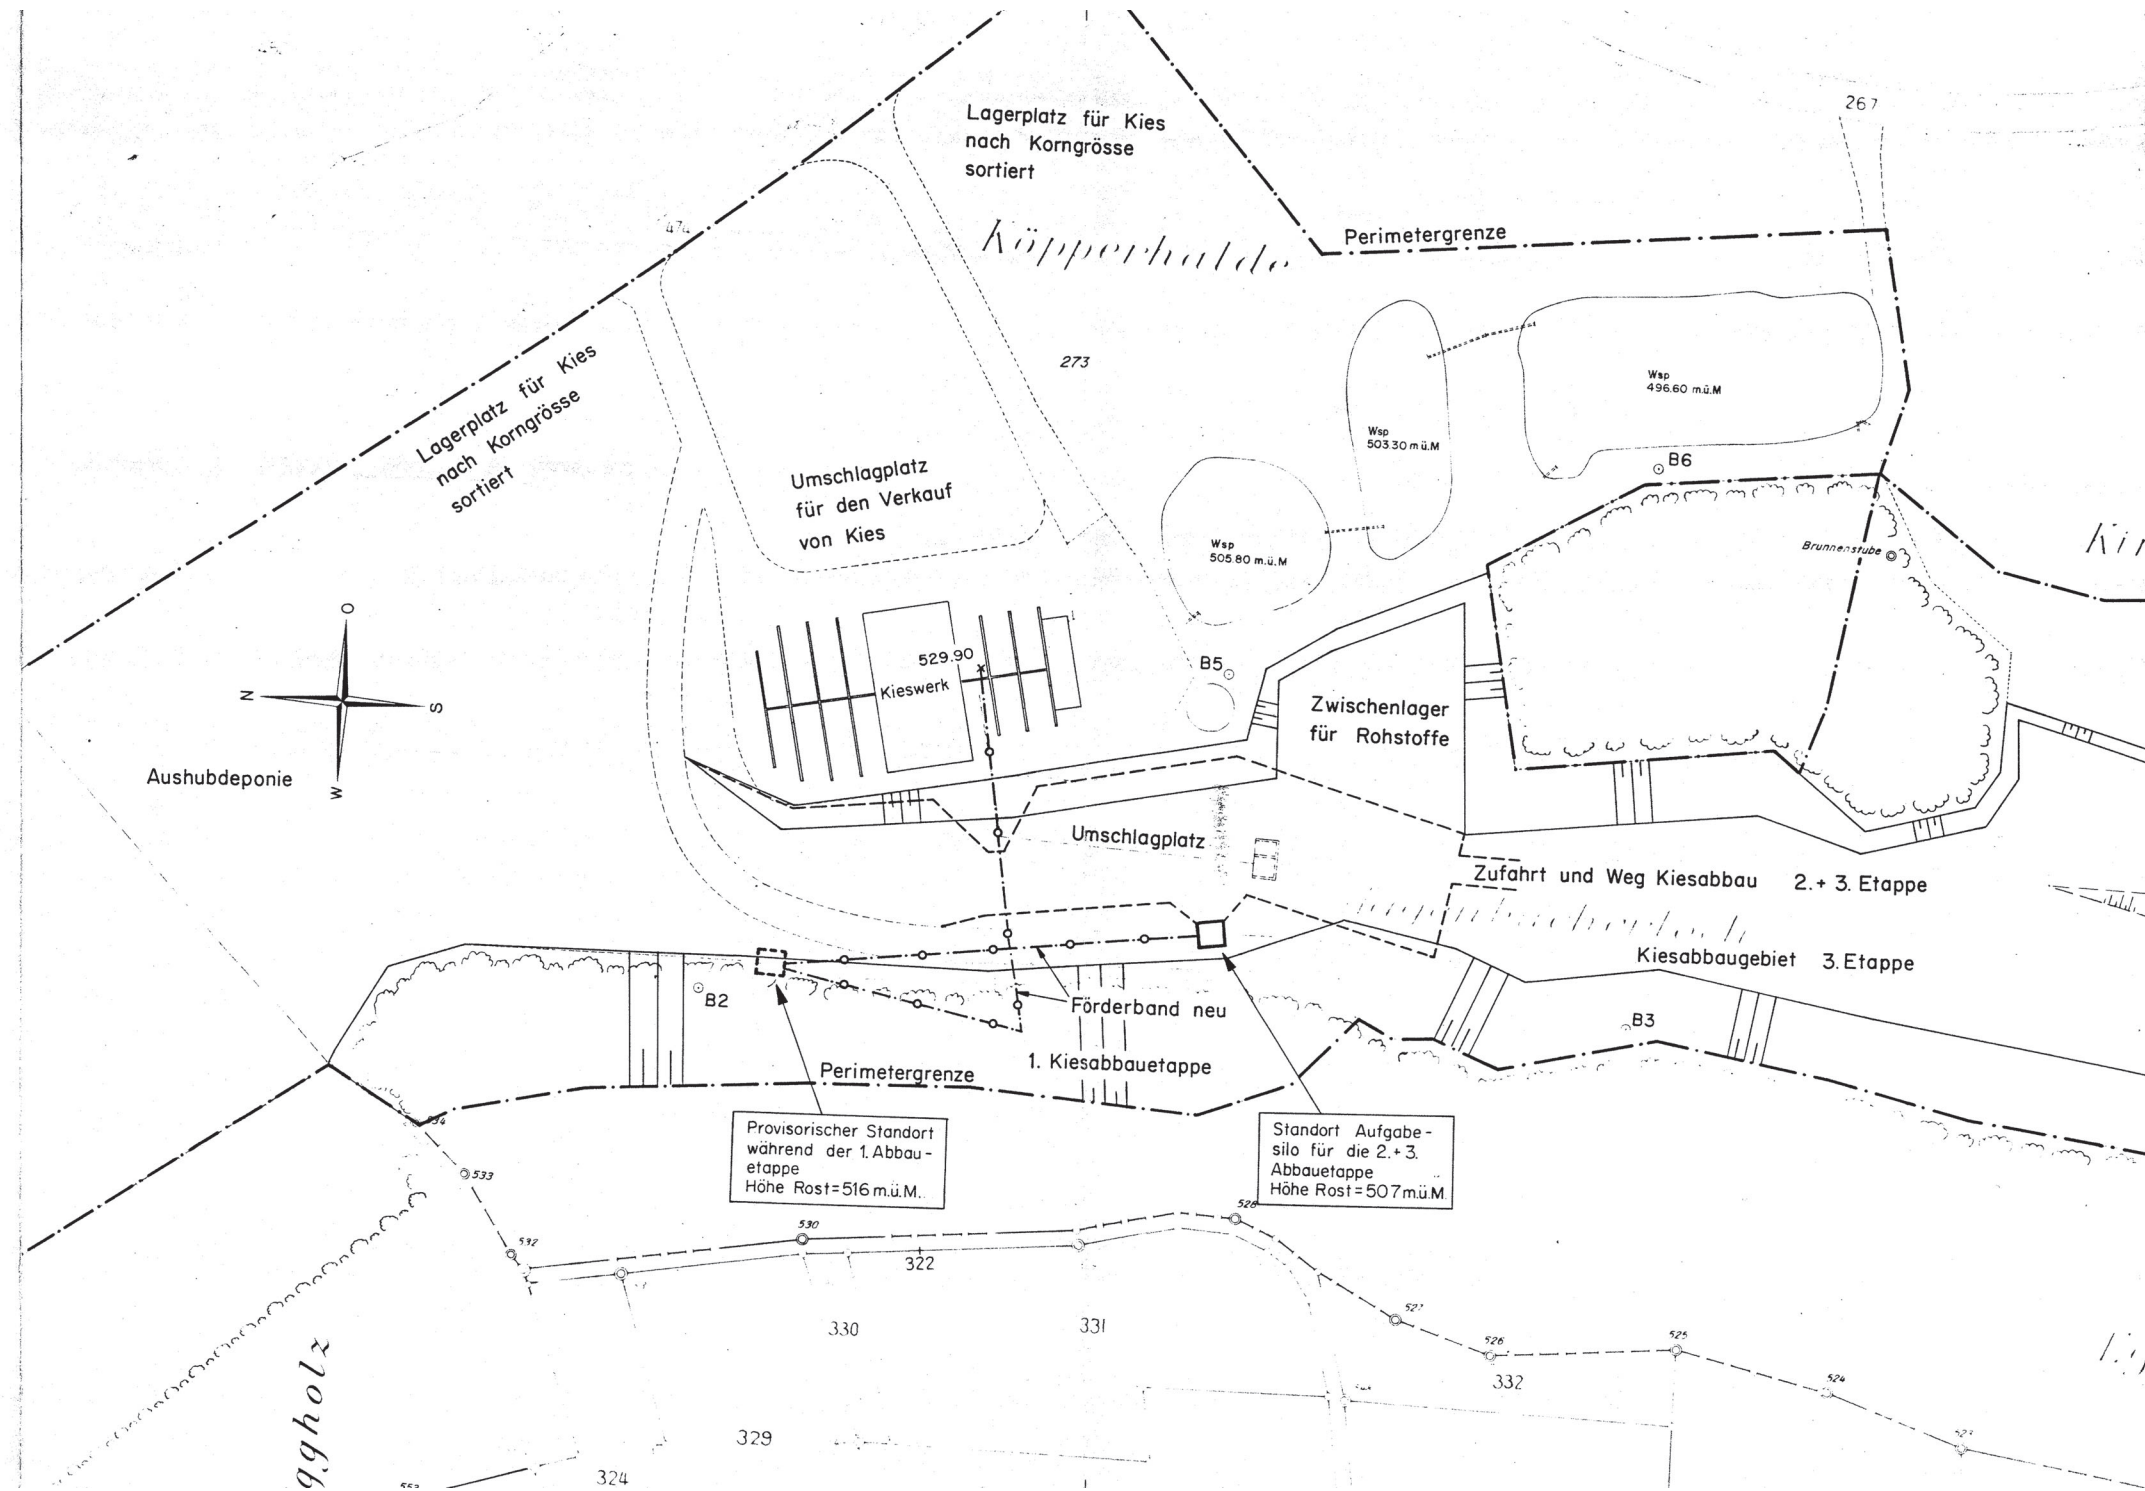 267
Lagerplatz für Kies
nach Korngrösse
sortiert
474
Köpperhalde
Perimetergrenze
273
Lagerplatz für Kies
nach Korngrösse
sortiert
Wsp
496.60 m.ü.M
Wsp
503.30 m ü.M
B6
Umschlagplatz
für den Verkauf
von Kies
Wsp
505.80 m.ü.M
Brunnenstube
O
N
S
W
529.90
Kieswerk
B5
Zwischenlager
für Rohstoffe
Aushubdeponie
Umschlagplatz
Zufahrt und Weg Kiesabbau 2.+ 3. Etappe
Kiesabbaugebiet 3. Etappe
B2
Förderband neu
B3
1. Kiesabbauetappe
Perimetergrenze
Provisorischer Standort
während der 1. Abbau-
etappe
Höhe Rost=516 m.ü.M.
Standort Aufgabe-
silo für die 2.+3.
Abbauetappe
Höhe Rost=507m.ü.M.
533
532
530
528
322
330
331
527
526
525
332
524
523
329
324